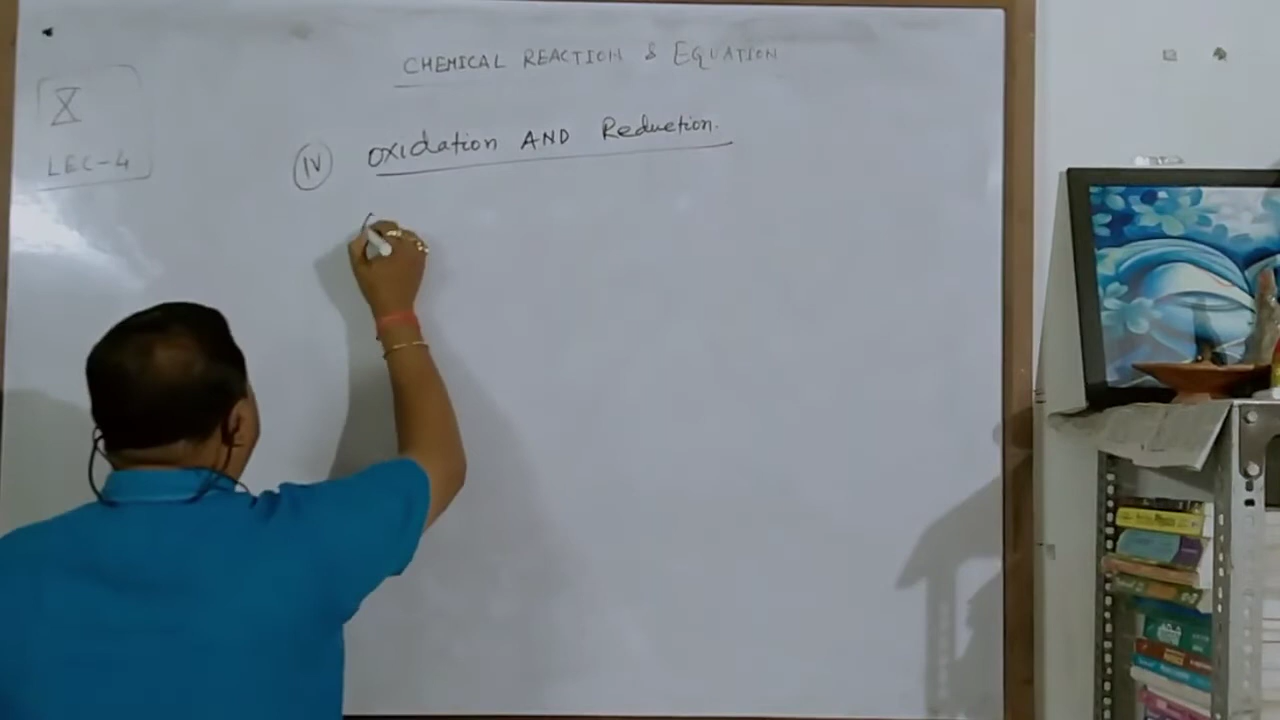 CHEMICAL REACTION & EQUATION
X
LEC-4
IV Oxidation AND Reduction.